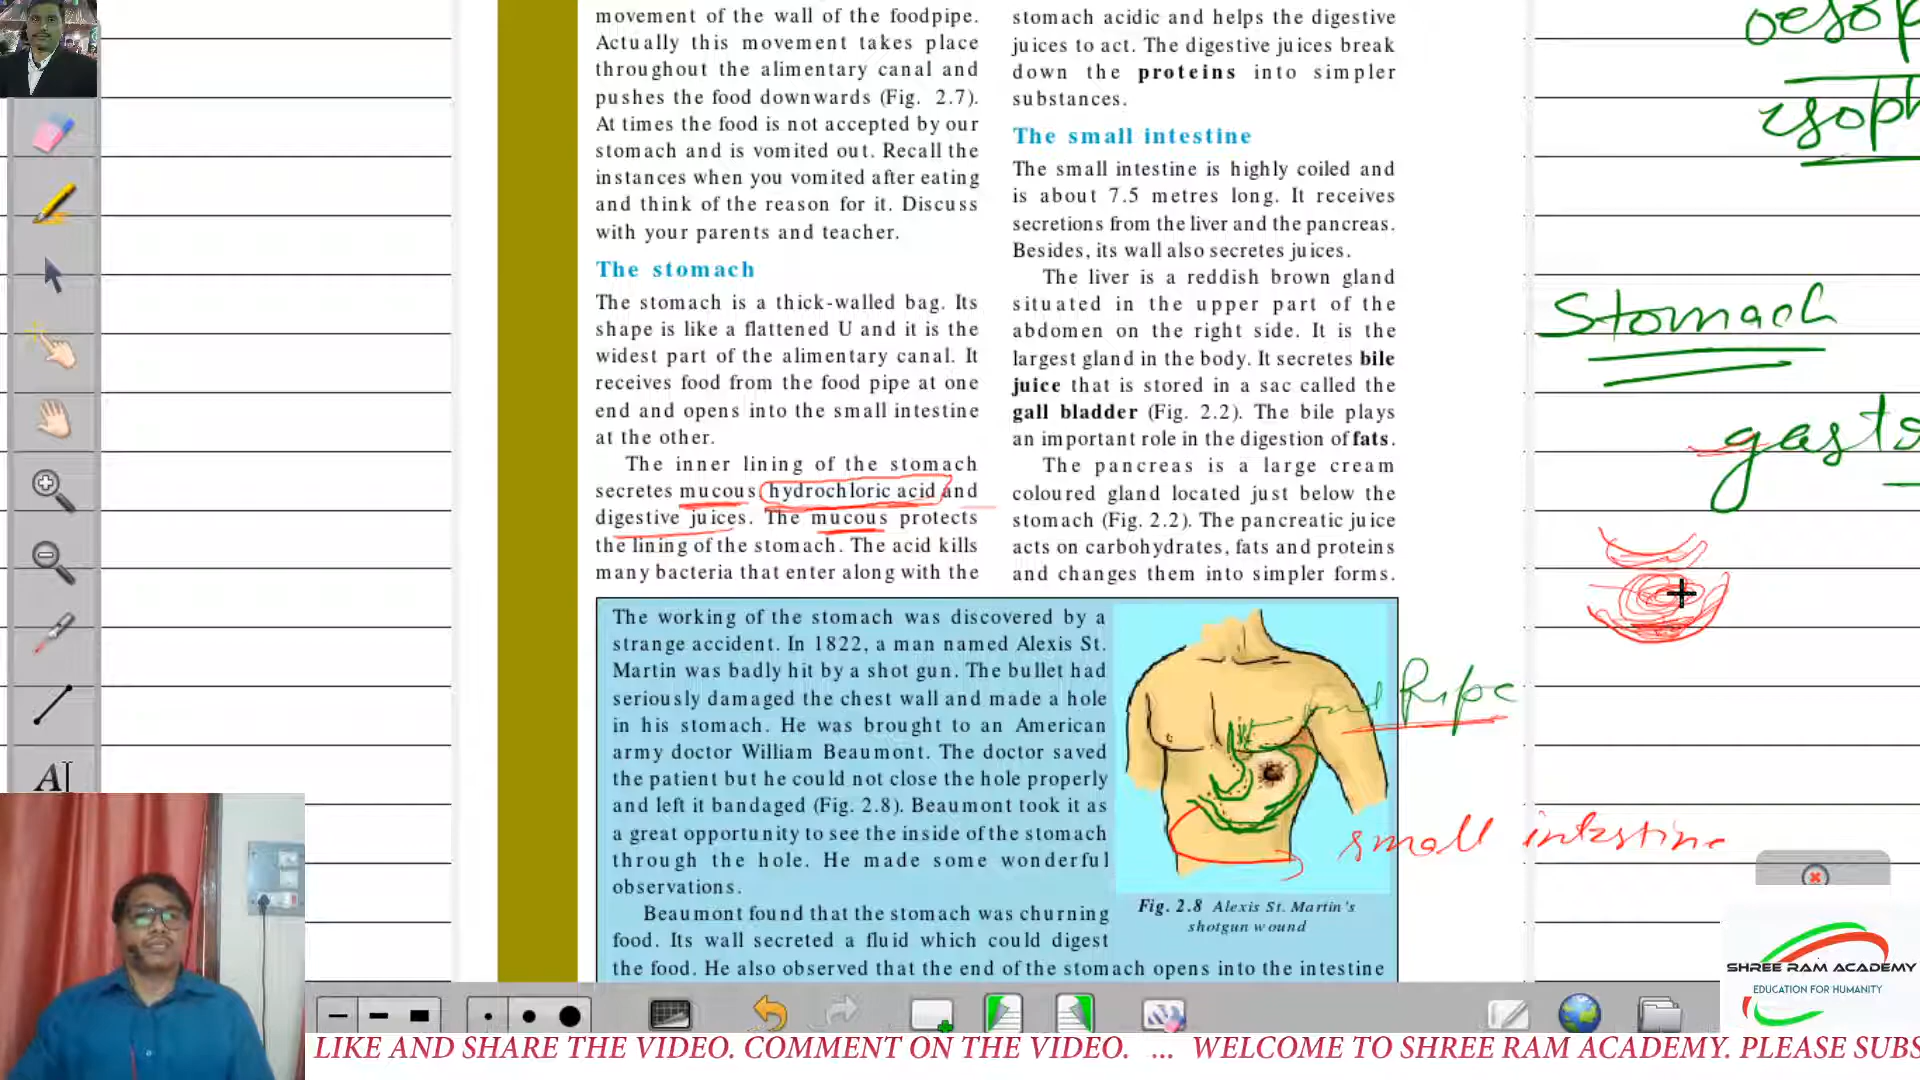 movement of the wall of the foodpipe.
Actually this movement takes place
throughout the alimentary canal and
pushes the food downwards (Fig. 2.7).
At times the food is not accepted by our
stomach and is vomited out. Recall the
instances when you vomited after eating
and think of the reason for it. Discuss
with your parents and teacher.
The stomach
The stomach is a thick-walled bag. Its
shape is like a flattened U and it is the
widest part of the alimentary canal. It
receives food from the food pipe at one
end and opens into the small intestine
at the other.
The inner lining of the stomach
secretes mucous, hydrochloric acid and
digestive juices. The mucous protects
the lining of the stomach. The acid kills
many bacteria that enter along with the
stomach acidic and helps the digestive
juices to act. The digestive juices break
down the proteins into simpler
substances.
The small intestine
The small intestine is highly coiled and
is about 7.5 metres long. It receives
secretions from the liver and the pancreas.
Besides, its wall also secretes juices.
The liver is a reddish brown gland
situated in the upper part of the
abdomen on the right side. It is the
largest gland in the body. It secretes bile
juice that is stored in a sac called the
gall bladder (Fig. 2.2). The bile plays
an important role in the digestion of fats.
The pancreas is a large cream
coloured gland located just below the
stomach (Fig. 2.2). The pancreatic juice
acts on carbohydrates, fats and proteins
and changes them into simpler forms.
The working of the stomach was discovered by a
strange accident. In 1822, a man named Alexis St.
Martin was badly hit by a shot gun. The bullet had
seriously damaged the chest wall and made a hole
in his stomach. He was brought to an American
army doctor William Beaumont. The doctor saved
the patient but he could not close the hole properly
and left it bandaged (Fig. 2.8). Beaumont took it as
a great opportunity to see the inside of the stomach
through the hole. He made some wonderful
observations.
Beaumont found that the stomach was churning
food. Its wall secreted a fluid which could digest
the food. He also observed that the end of the stomach opens into the intestine
Fig. 2.8 Alexis St. Martin's
shotgun wound
small intestine
oesop
esoph
Stomach
A
SHREE RAM ACADEMY
EDUCATION FOR HUMANITY
LIKE AND SHARE THE VIDEO. COMMENT ON THE VIDEO. ... WELCOME TO SHREE RAM ACADEMY. PLEASE SUBS